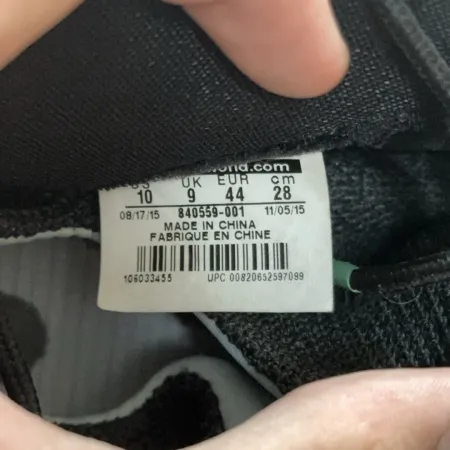 world.com
US UK EUR cm
10 9 44 28
08/17/15 840559-001 11/05/15
MADE IN CHINA
FABRIQUE EN CHINE
106033455 UPC 00820652597099